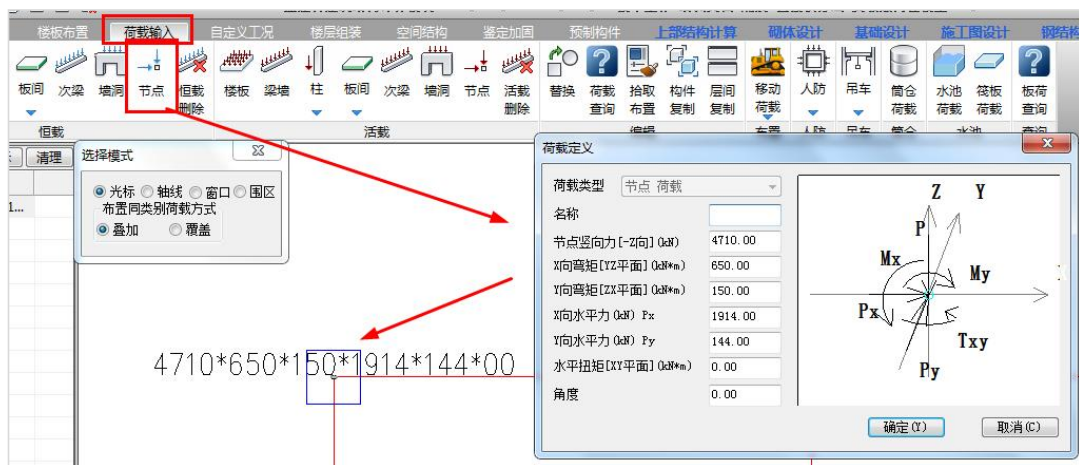 楼板布置 荷载输入 自定义工况 楼层组装 空间结构 鉴定加固 预制构件 上部结构计算 砌体设计 基础设计 施工图设计 钢结构
板间 次梁 墙洞 节点 恒载 楼板 梁墙 柱 板间 次梁 墙洞 节点 活载 替换 荷载 拾取 构件 层间 移动 人防 吊车 筒仓 水池 筏板 板荷
删除 删除 查询 布置 复制 复制 荷载 荷载 荷载 荷载 查询
恒载 活载 编辑 布置 人防 吊车 筒仓 水池 查询
清理
1...
选择模式
光标 轴线 窗口 围区
布置同类别荷载方式
叠加 覆盖
4710*650*150*1914*144*00
荷载定义
荷载类型 节点 荷载
名称
节点竖向力[-Z向](kN) 4710.00
X向弯矩[YZ平面](kN*m) 650.00
Y向弯矩[ZX平面](kN*m) 150.00
X向水平力(kN) Px 1914.00
Y向水平力(kN) Py 144.00
水平扭矩[XY平面](kN*m) 0.00
角度 0.00
Z Y
P
Mx
My
Px
Txy
Py
确定(Y) 取消(C)